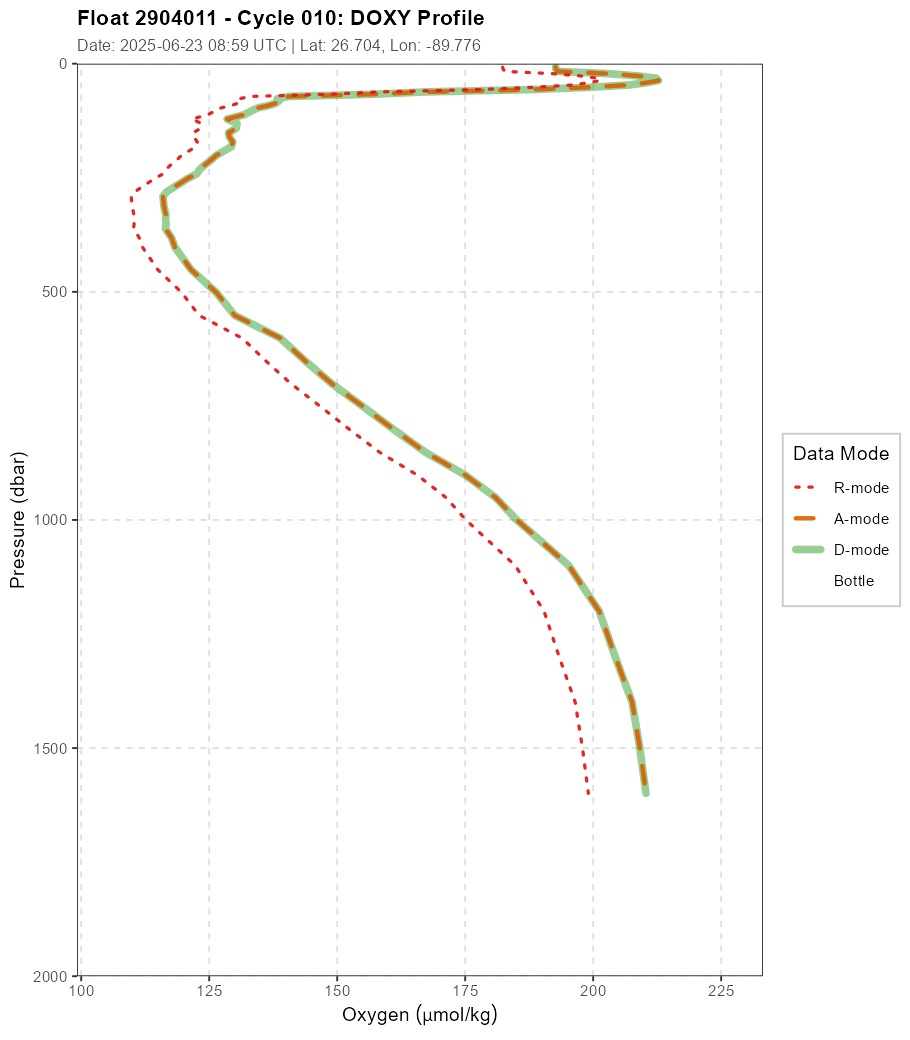 Float 2904011 - Cycle 010: DOXY Profile
Date: 2025-06-23 08:59 UTC | Lat: 26.704, Lon: -89.776
0
500
1000
1500
2000
Pressure (dbar)
100
125
150
175
200
225
Oxygen (μmol/kg)
Data Mode
R-mode
A-mode
D-mode
Bottle